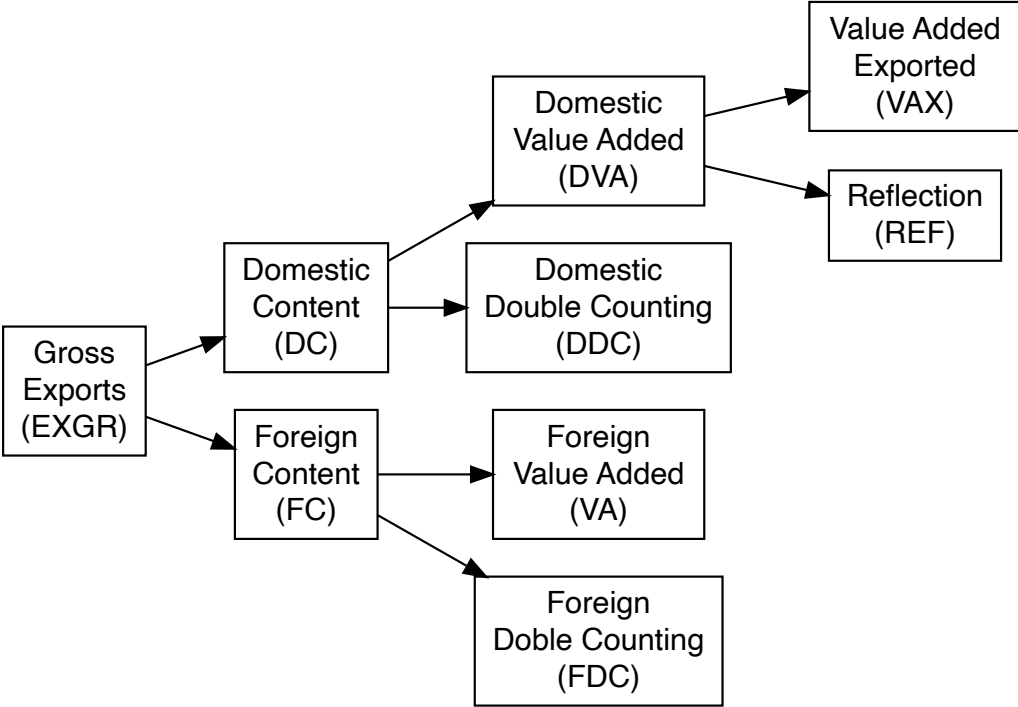 Value Added
Exported
(VAX)
Domestic
Value Added
(DVA)
Reflection
(REF)
Domestic
Content
(DC)
Domestic
Double Counting
(DDC)
Gross
Exports
(EXGR)
Foreign
Content
(FC)
Foreign
Value Added
(VA)
Foreign
Doble Counting
(FDC)